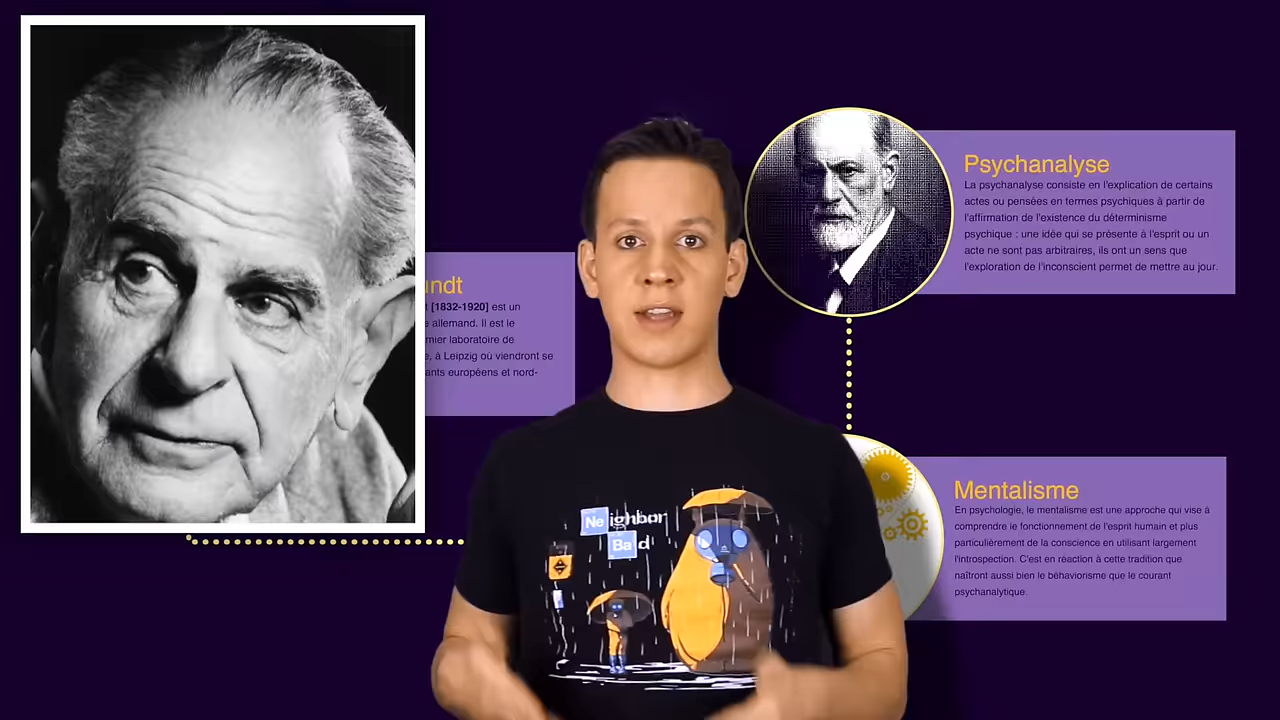 Psychanalyse
La psychanalyse consiste en l'explication de certains
actes ou pensées en termes psychiques à partir de
l'affirmation de l'existence du déterminisme
psychique : une idée qui se présente à l'esprit ou un
acte ne sont pas arbitraires, ils ont un sens que
l'exploration de l'inconscient permet de mettre au jour.
undt
[1832-1920] est un
allemand. Il est le
mier laboratoire de
à Leipzig où viendront se
ants européens et nord-
Mentalisme
En psychologie, le mentalisme est une approche qui vise à
comprendre le fonctionnement de l'esprit humain et plus
particulièrement de la conscience en utilisant largement
l'introspection. C'est en réaction à cette tradition que
naîtront aussi bien le béhaviorisme que le courant
psychanalytique.
Neighbor
Bad